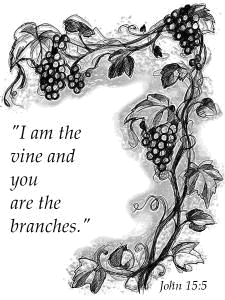 "I am the
vine and
you
are the
branches."
John 15:5